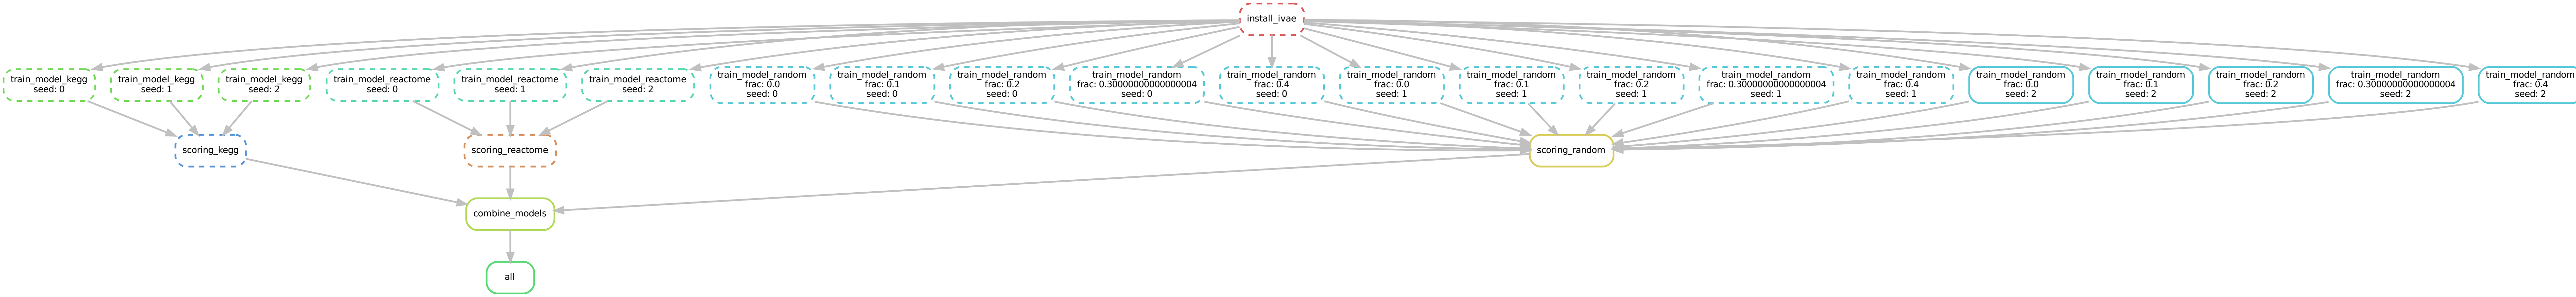 install_ivae
train_model_kegg
seed: 0
train_model_kegg
seed: 1
train_model_kegg
seed: 2
train_model_reactome
seed: 0
train_model_reactome
seed: 1
train_model_reactome
seed: 2
train_model_random
frac: 0.0
seed: 0
train_model_random
frac: 0.1
seed: 0
train_model_random
frac: 0.2
seed: 0
train_model_random
frac: 0.30000000000000004
seed: 0
train_model_random
frac: 0.4
seed: 0
train_model_random
frac: 0.0
seed: 1
train_model_random
frac: 0.1
seed: 1
train_model_random
frac: 0.2
seed: 1
train_model_random
frac: 0.30000000000000004
seed: 1
train_model_random
frac: 0.4
seed: 1
train_model_random
frac: 0.0
seed: 2
train_model_random
frac: 0.1
seed: 2
train_model_random
frac: 0.2
seed: 2
train_model_random
frac: 0.30000000000000004
seed: 2
train_model_random
frac: 0.4
seed: 2
scoring_kegg
scoring_reactome
scoring_random
combine_models
all